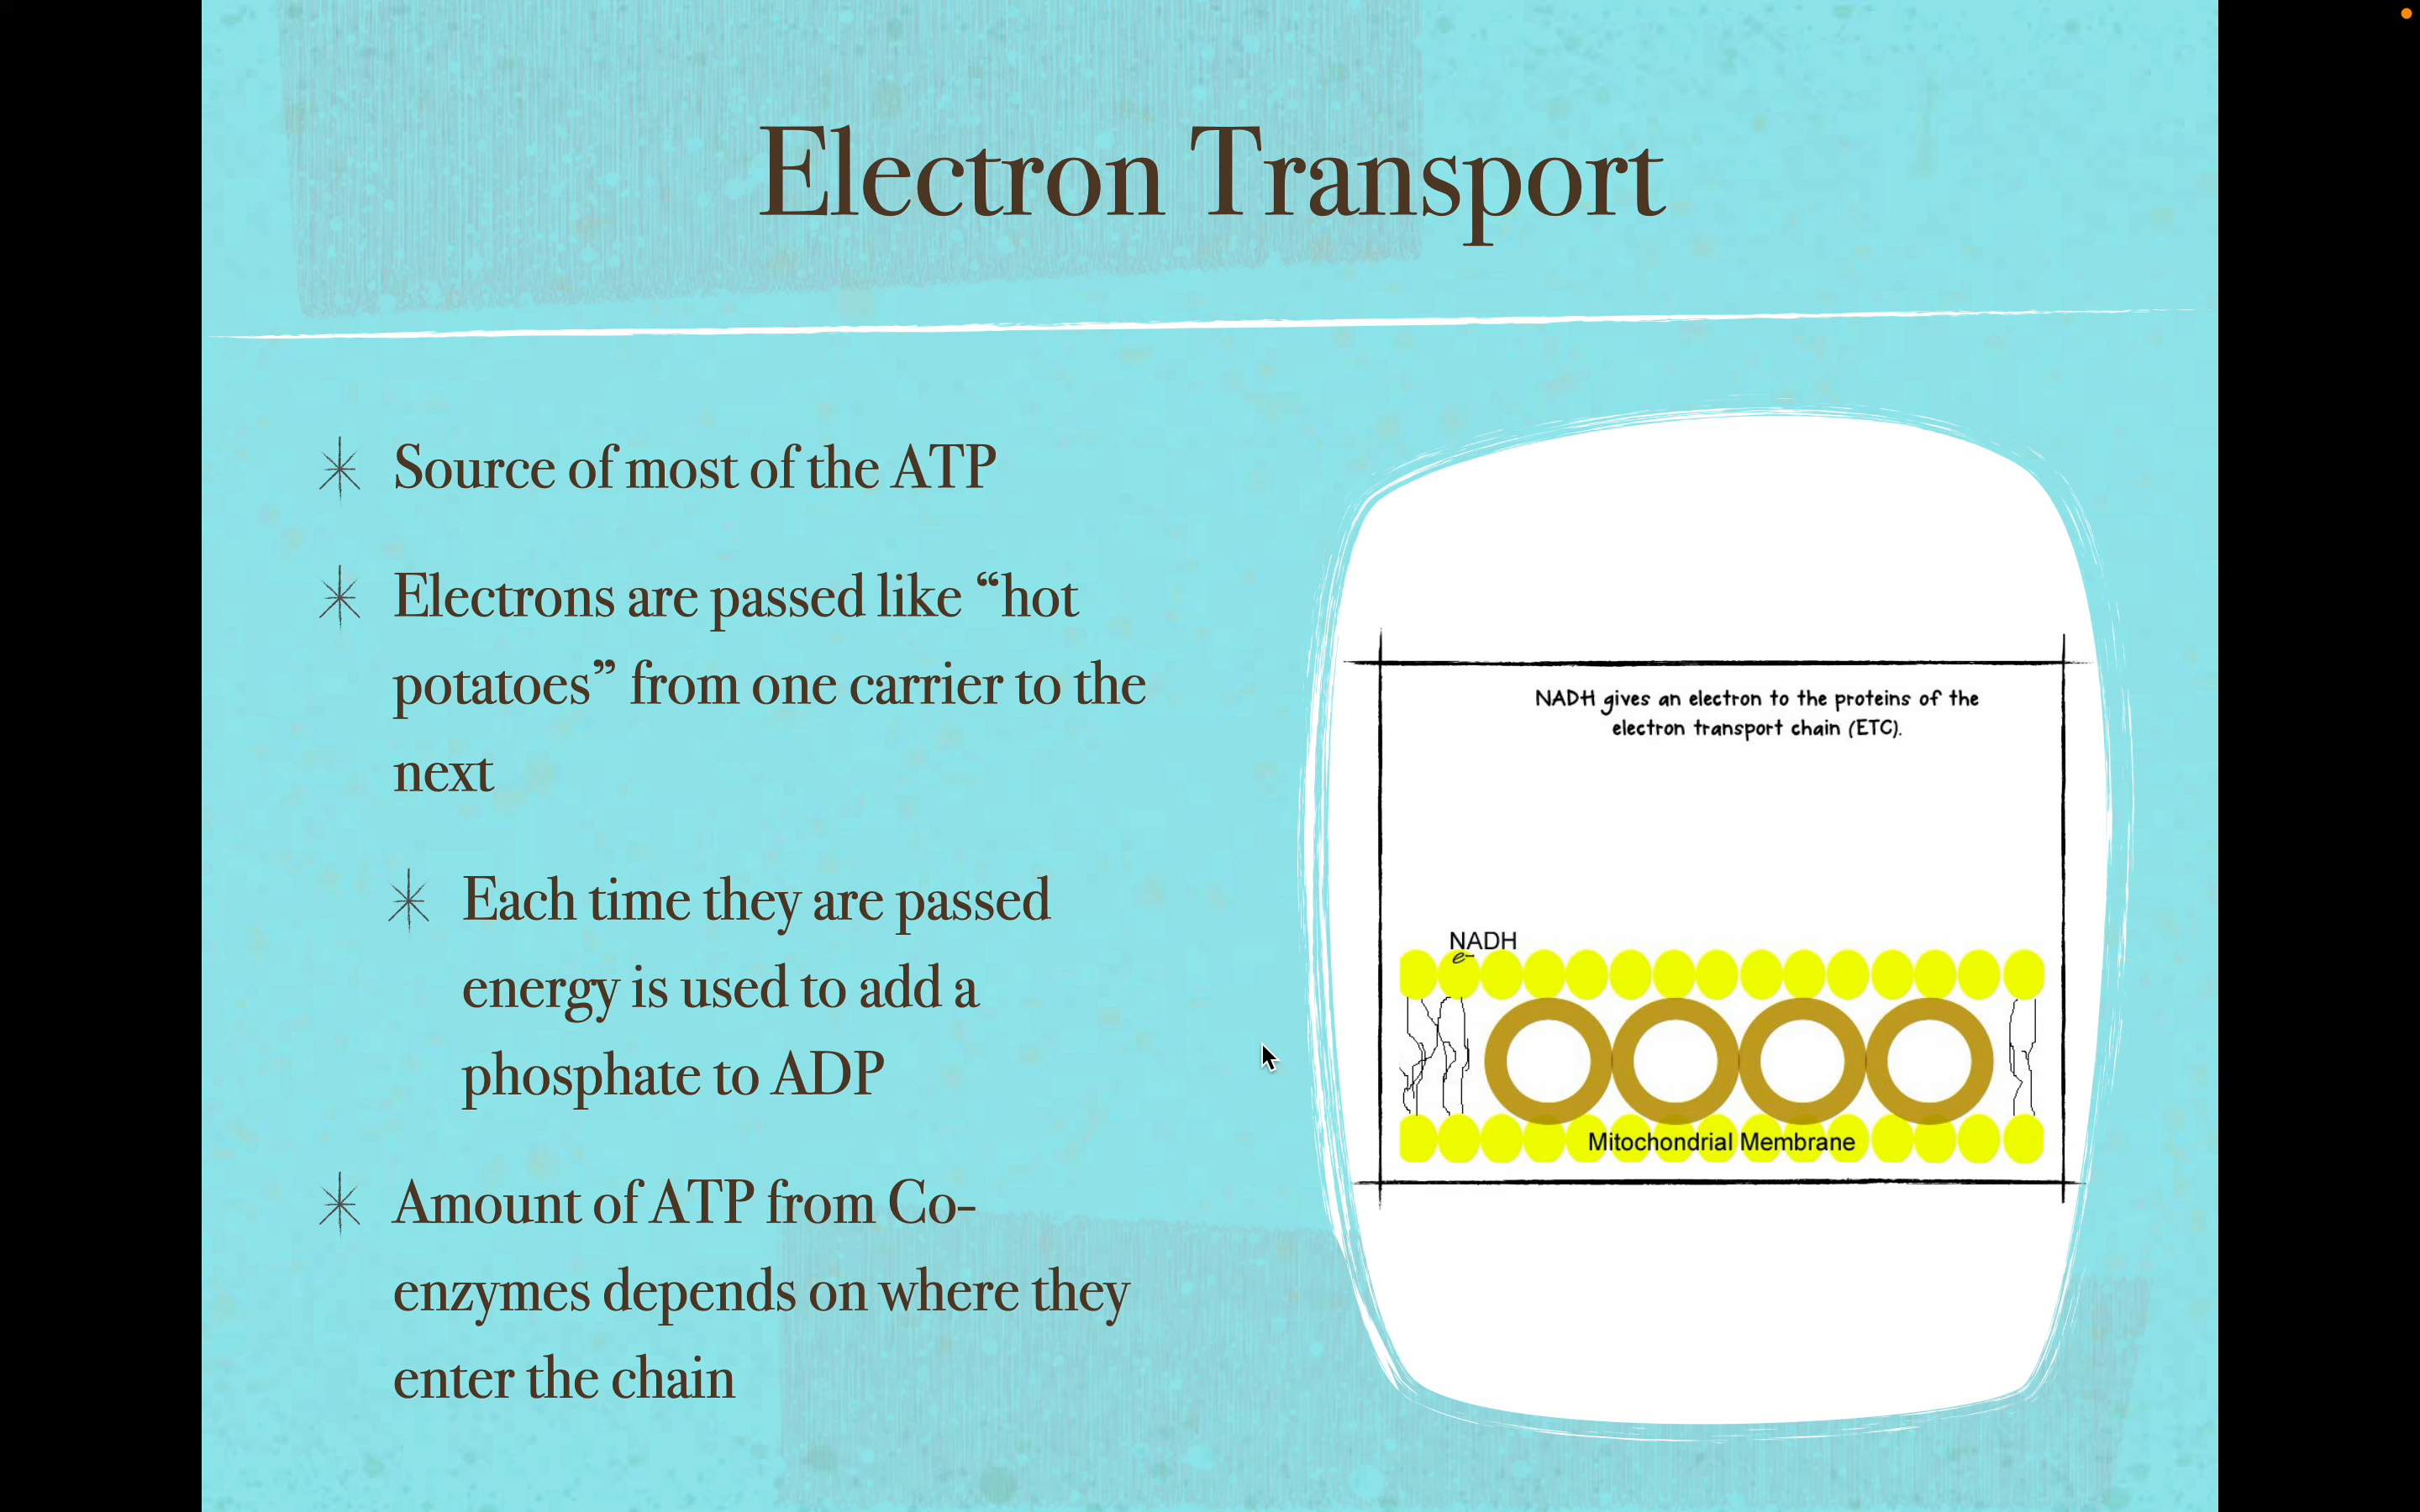 Electron Transport
Source of most of the ATP
Electrons are passed like “hot
potatoes” from one carrier to the
next
Each time they are passed
energy is used to add a
phosphate to ADP
Amount of ATP from Co-
enzymes depends on where they
enter the chain
NADH gives an electron to the proteins of the
electron transport chain (ETC).
NADH
e-
Mitochondrial Membrane